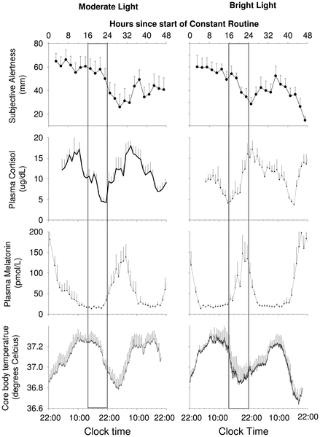 Moderate Light
Bright Light
Hours since start of Constant Routine
0 8 16 24 32 40 48
0 8 16 24 32 40 48
Subjective Alertness
(mm)
80
60
40
20
Plasma Cortisol
(ug/dL)
20
15
10
5
0
Plasma Melatonin
(pmol/L)
200
150
100
50
0
Core body temperatrue
(degrees Celcius)
37.2
36.8
36.4
36.6
22:00 10:00 22:00 10:00 22:00
22:00 10:00 22:00 10:00 22:00
Clock time
Clock Time